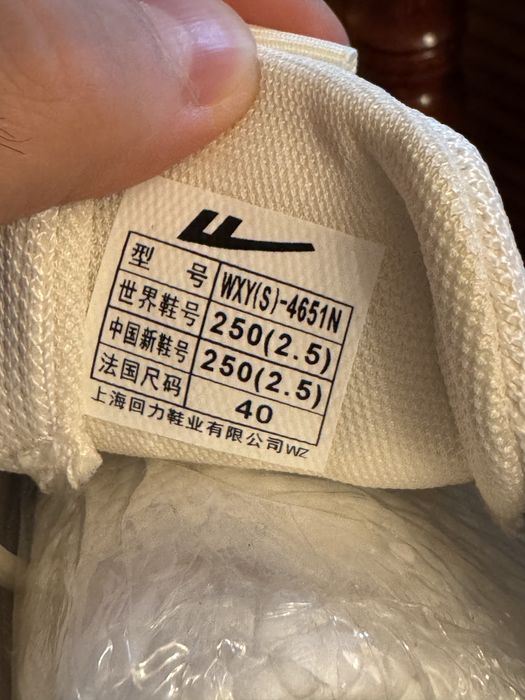 型 号 WXY(S)-4651N
世界鞋号 250(2.5)
中国新鞋号 250(2.5)
法国尺码 40
上海回力鞋业有限公司WZ